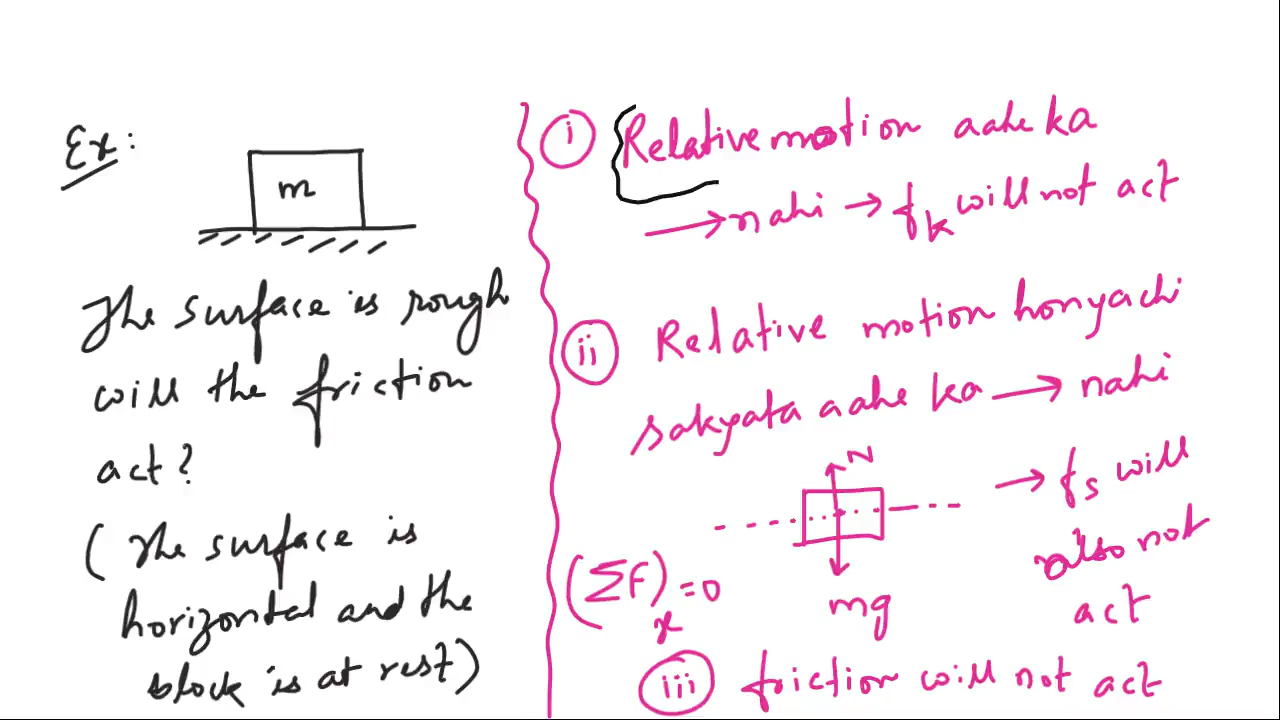 Ex:
m
The surface is rough
will the friction
act?
(The surface is
horizontal and the
block is at rest)
i Relative motion aahe ka
→ nahi → fk will not act
ii Relative motion honyachi
sakyata aahe ka → nahi
N
→ fs will
also not
act
(ΣF)x = 0
mg
iii friction will not act